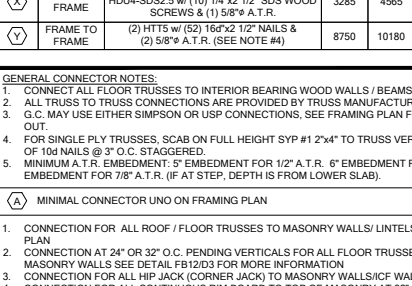 X FRAME HDU4-SDS2.5 w/ (10) 1/4"x2 1/2" SDS WOOD SCREWS & (1) 5/8"ø A.T.R. 3285 4565
Y FRAME TO FRAME (2) HTT5 w/ (52) 16d"x2 1/2" NAILS & (2) 5/8"ø A.T.R. (SEE NOTE #4) 8750 10180
GENERAL CONNECTOR NOTES:
1. CONNECT ALL FLOOR TRUSSES TO INTERIOR BEARING WOOD WALLS / BEAMS
2. ALL TRUSS TO TRUSS CONNECTIONS ARE PROVIDED BY TRUSS MANUFACTUR
3. G.C. MAY USE EITHER SIMPSON OR USP CONNECTIONS, SEE FRAMING PLAN F
OUT.
4. FOR SINGLE PLY TRUSSES, SCAB ON FULL HEIGHT SYP #1 2"x4" TO TRUSS VER
OF 10d NAILS @ 3" O.C. STAGGERED.
5. MINIMUM A.T.R. EMBEDMENT: 5" EMBEDMENT FOR 1/2" A.T.R. 6" EMBEDMENT F
EMBEDMENT FOR 7/8" A.T.R. (IF AT STEP, DEPTH IS FROM LOWER SLAB).
A MINIMUM CONNECTOR UNO ON FRAMING PLAN
1. CONNECTION FOR ALL ROOF / FLOOR TRUSSES TO MASONRY WALLS/ LINTELS
PLAN
2. CONNECTION AT 24" OR 32" O.C. PENDING VERTICALS FOR ALL FLOOR TRUSSE
MASONRY WALLS SEE DETAIL FB12/D3 FOR MORE INFORMATION
3. CONNECTION FOR ALL HIP JACK (CORNER JACK) TO MASONRY WALLS/ICF WAL